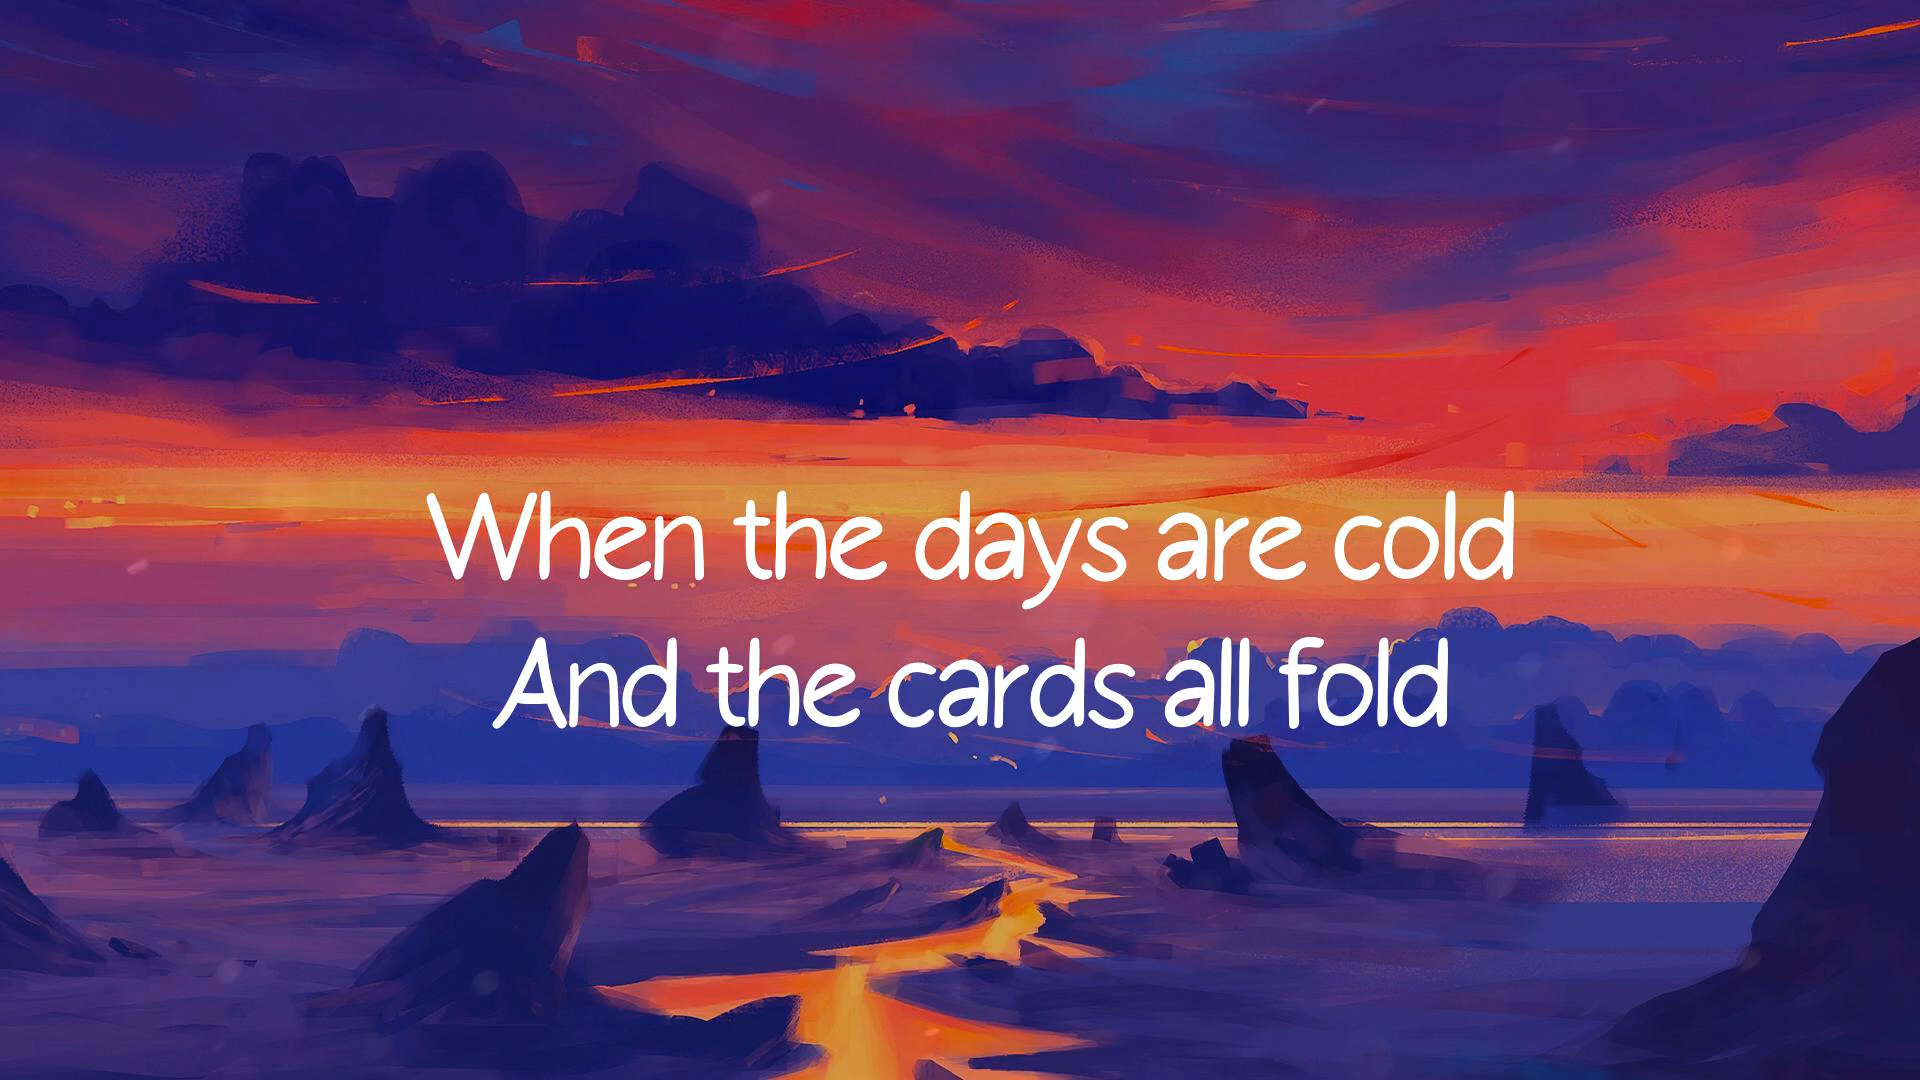 When the days are cold
And the cards all fold